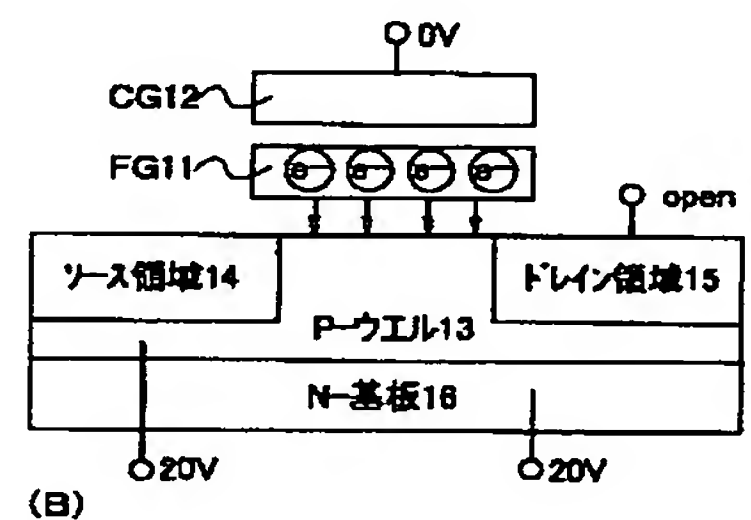 0V
CG12
FG11
e e e e
open
ソース領域14
ドレイン領域15
P-ウエル13
N-基板16
20V
20V
(B)